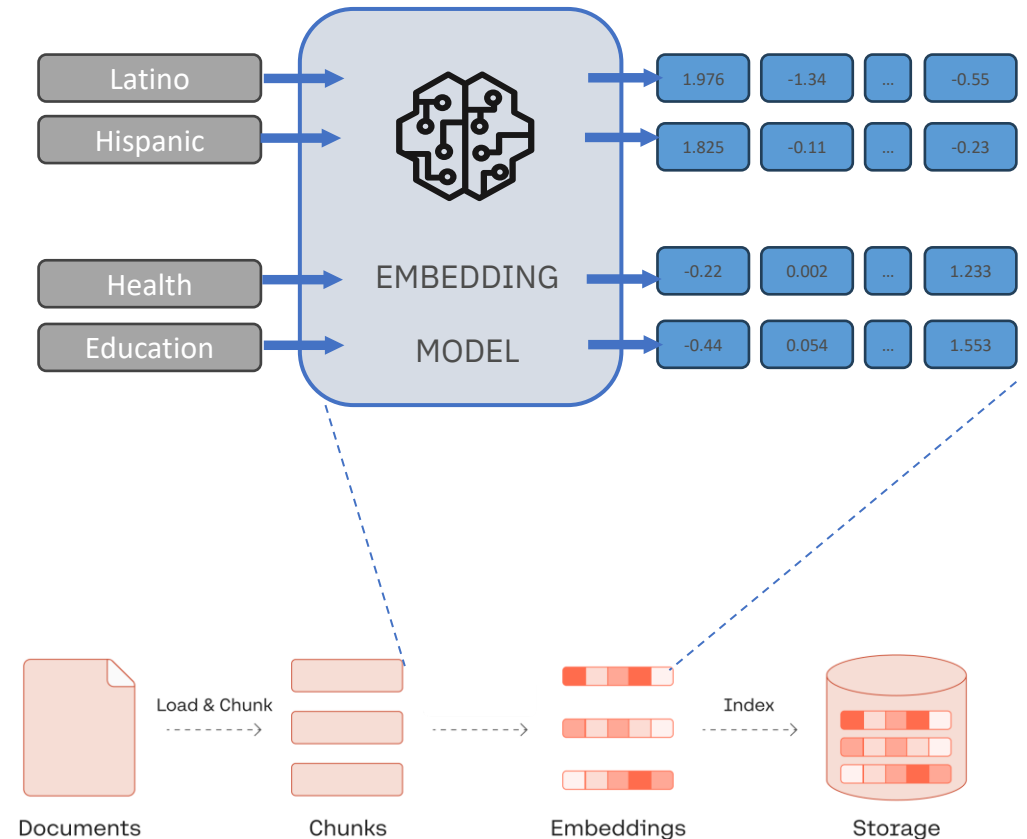 Latino
1.976 -1.34 ... -0.55
Hispanic
1.825 -0.11 ... -0.23
Health
EMBEDDING
-0.22 0.002 ... 1.233
Education
MODEL
-0.44 0.054 ... 1.553
Load & Chunk
Index
Documents
Chunks
Embeddings
Storage